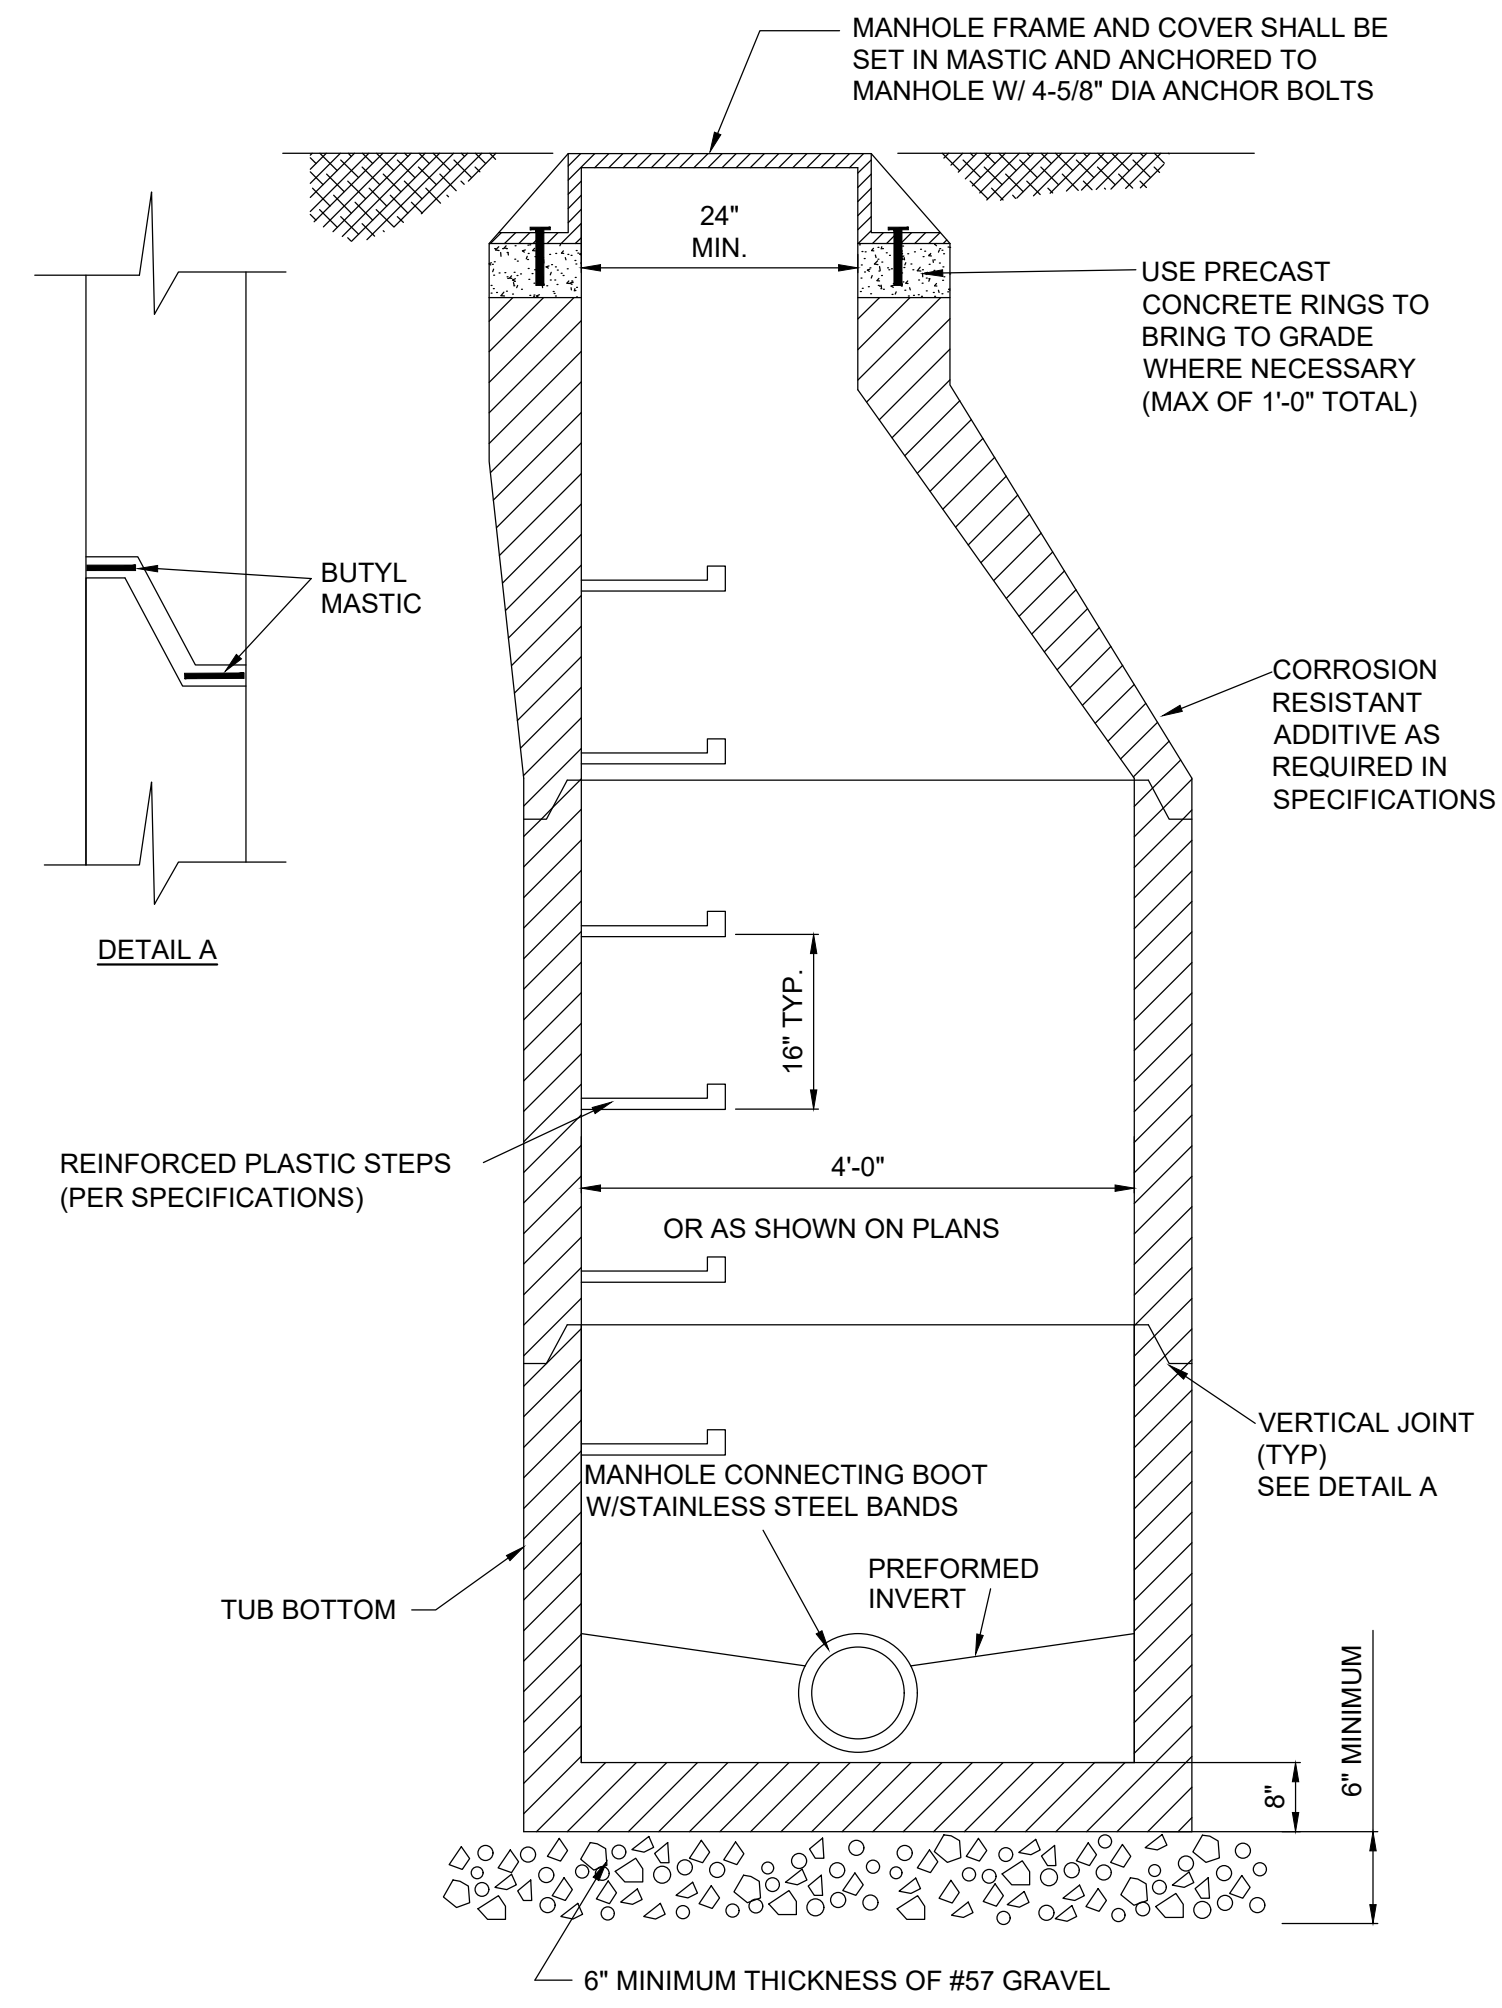 MANHOLE FRAME AND COVER SHALL BE
SET IN MASTIC AND ANCHORED TO
MANHOLE W/ 4-5/8" DIA ANCHOR BOLTS
24"
MIN.
USE PRECAST
CONCRETE RINGS TO
BRING TO GRADE
WHERE NECESSARY
(MAX OF 1'-0" TOTAL)
BUTYL
MASTIC
CORROSION
RESISTANT
ADDITIVE AS
REQUIRED IN
SPECIFICATIONS
DETAIL A
16" TYP.
REINFORCED PLASTIC STEPS
(PER SPECIFICATIONS)
4'-0"
OR AS SHOWN ON PLANS
VERTICAL JOINT
(TYP)
SEE DETAIL A
MANHOLE CONNECTING BOOT
W/STAINLESS STEEL BANDS
PREFORMED
INVERT
TUB BOTTOM
6" MINIMUM
8"
6" MINIMUM THICKNESS OF #57 GRAVEL